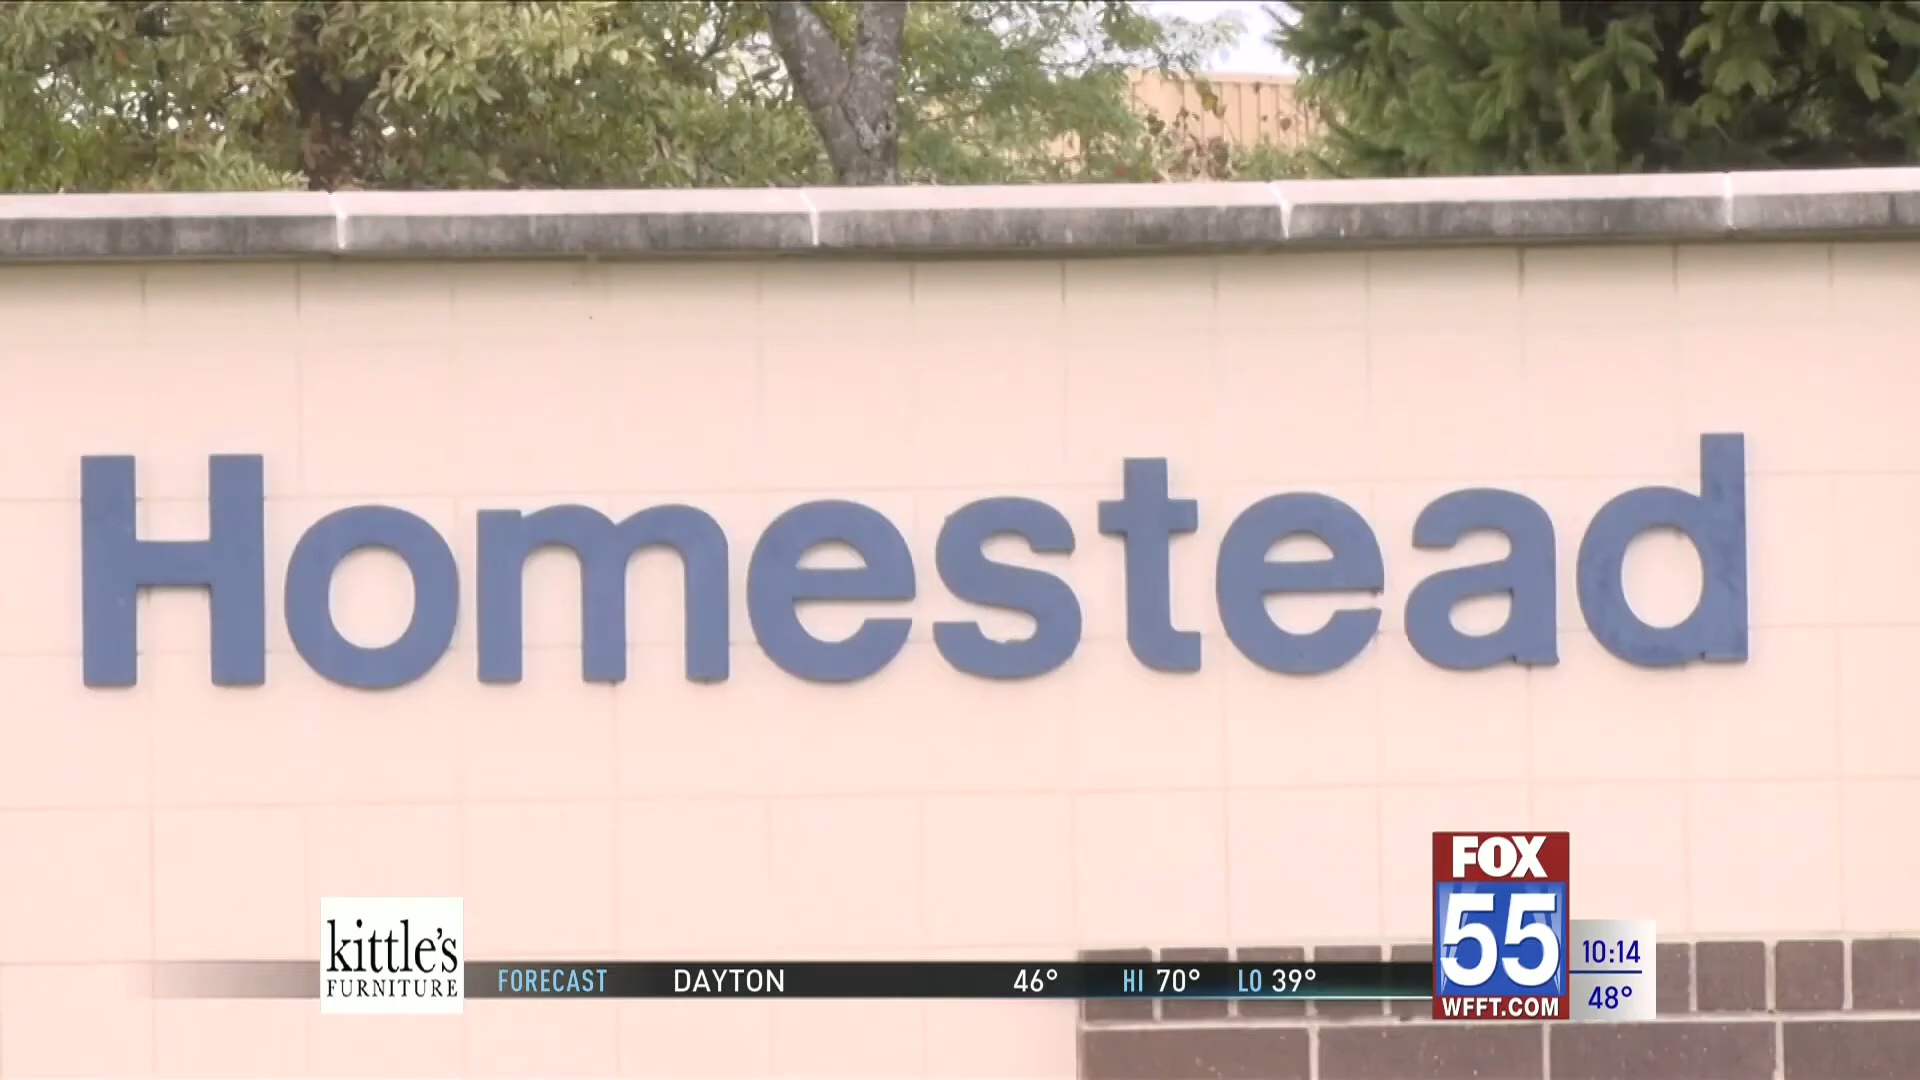 Homestead
kittle's
FURNITURE
FORECAST DAYTON 46° HI 70° LO 39°
FOX
55
WFFT.COM
10:14
48°